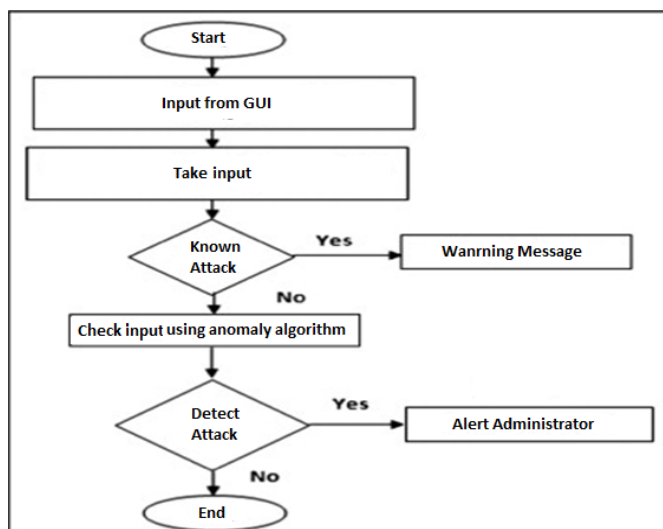 Start
Input from GUI
Take input
Known
Attack
Yes
Wanrning Message
No
Check input using anomaly algorithm
Detect
Attack
Yes
Alert Administrator
No
End